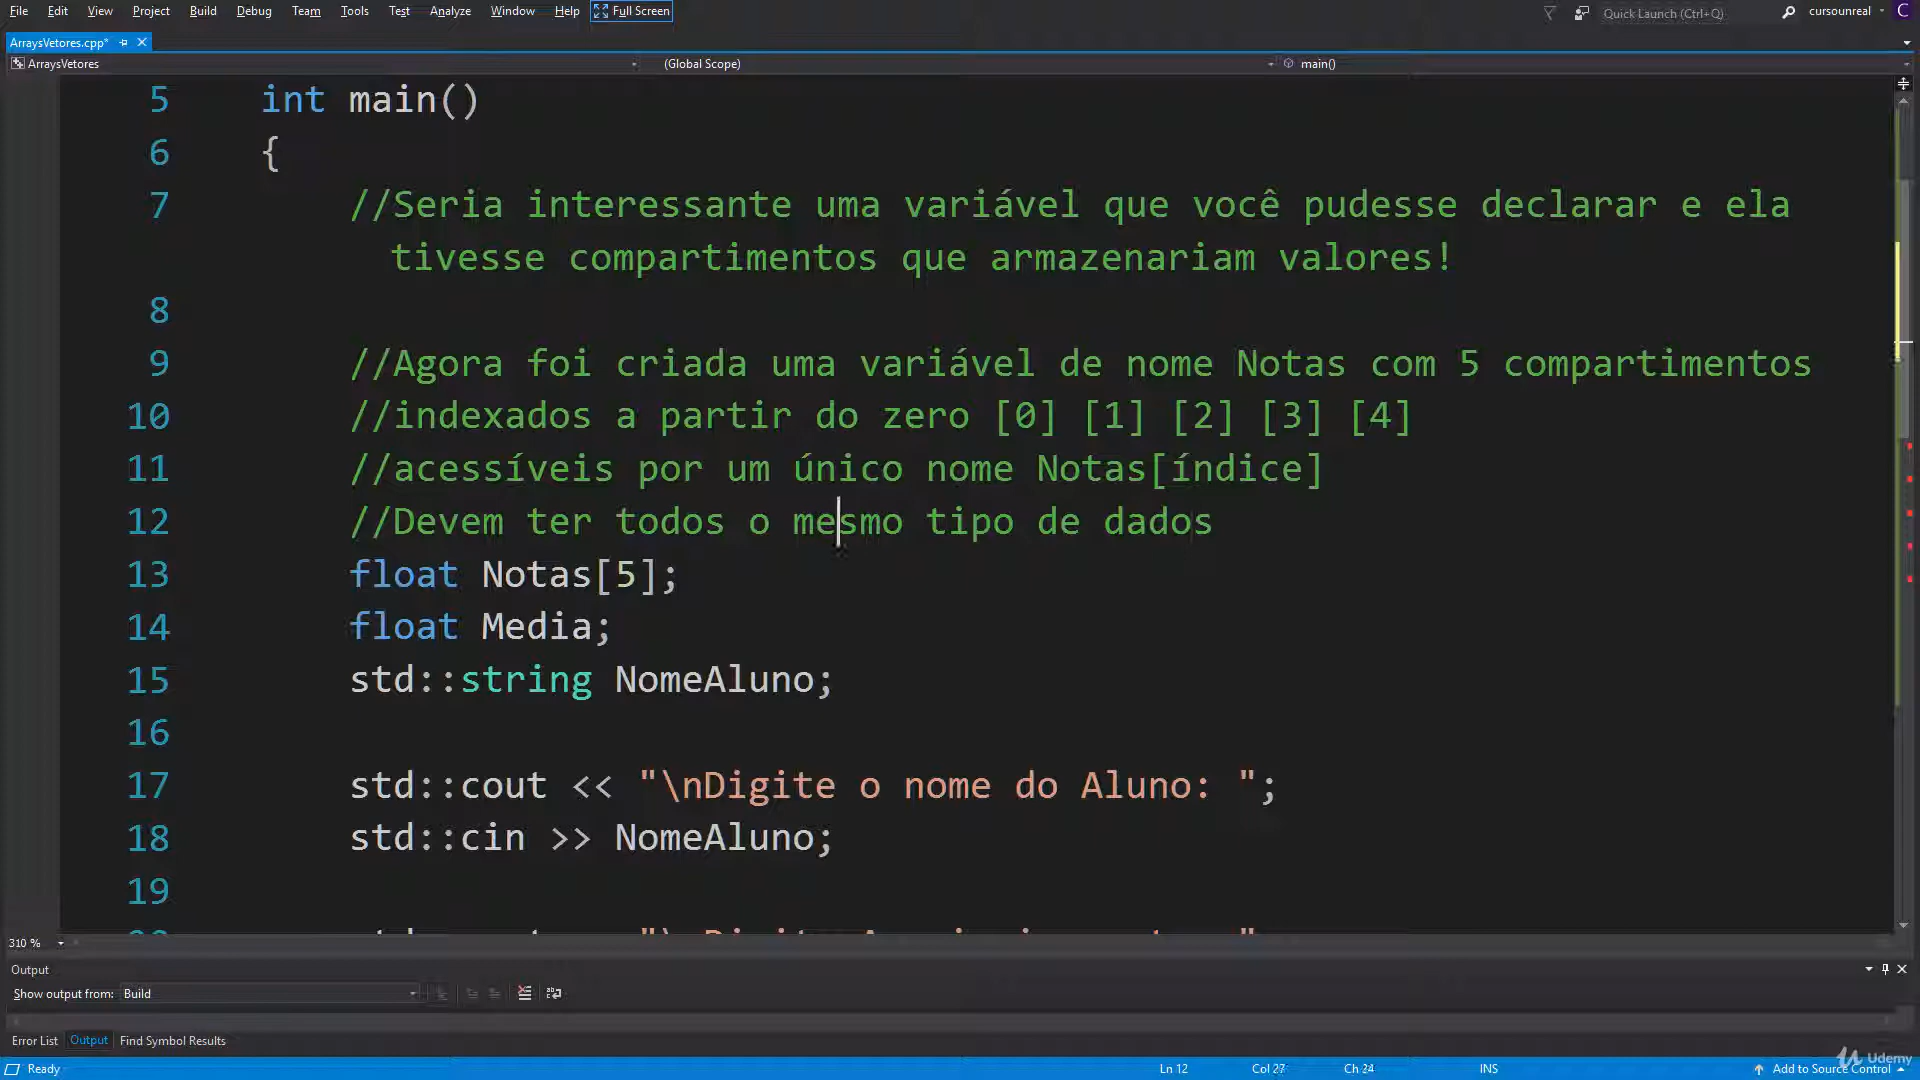 File Edit View Project Build Debug Team Tools Test Analyze Window Help Full Screen Quick Launch (Ctrl+Q) cursounreal C
ArraysVetores.cpp*
ArraysVetores (Global Scope) main()
5 int main()
6 {
7 //Seria interessante uma variável que você pudesse declarar e ela
tivesse compartimentos que armazenariam valores!
8
9 //Agora foi criada uma variável de nome Notas com 5 compartimentos
10 //indexados a partir do zero [0] [1] [2] [3] [4]
11 //acessíveis por um único nome Notas[índice]
12 //Devem ter todos o mesmo tipo de dados
13 float Notas[5];
14 float Media;
15 std::string NomeAluno;
16
17 std::cout << "\nDigite o nome do Aluno: ";
18 std::cin >> NomeAluno;
19
310 %
Output
Show output from: Build
Error List Output Find Symbol Results
Ready Ln 12 Col 27 Ch 24 INS Add to Source Control
Udemy